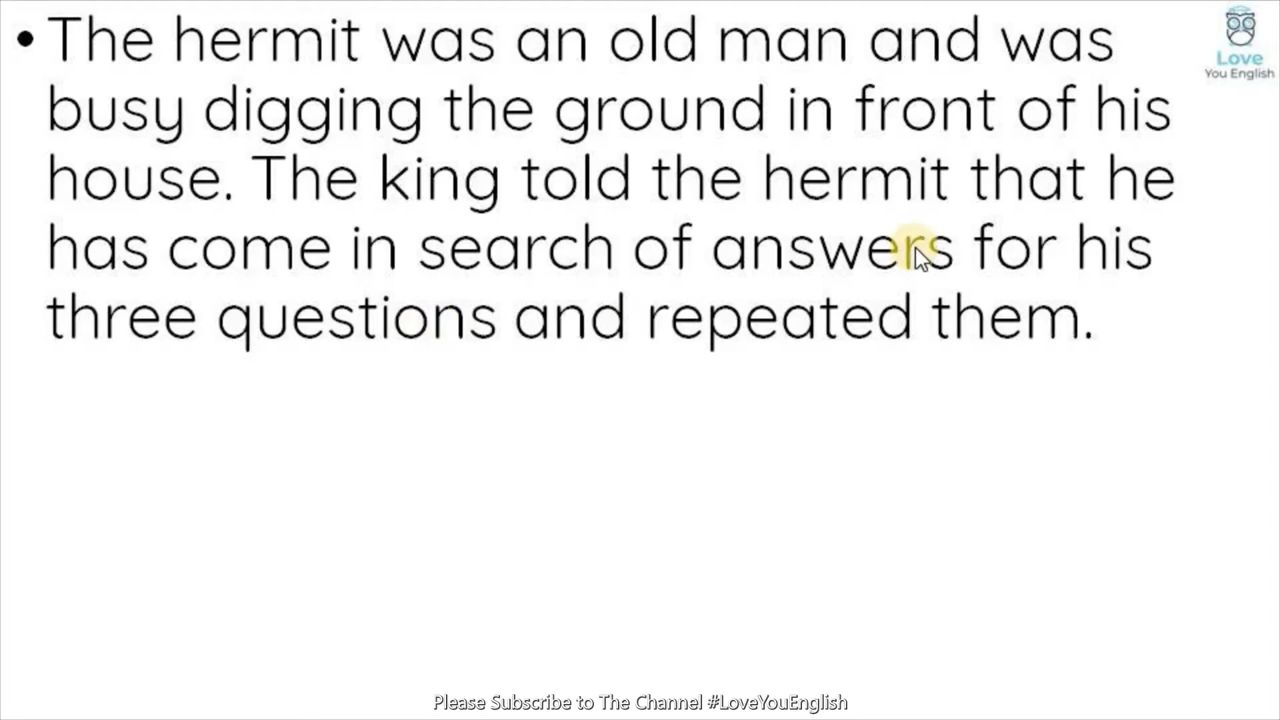 • The hermit was an old man and was
busy digging the ground in front of his
house. The king told the hermit that he
has come in search of answers for his
three questions and repeated them.
Love
You English
Please Subscribe to The Channel #LoveYouEnglish